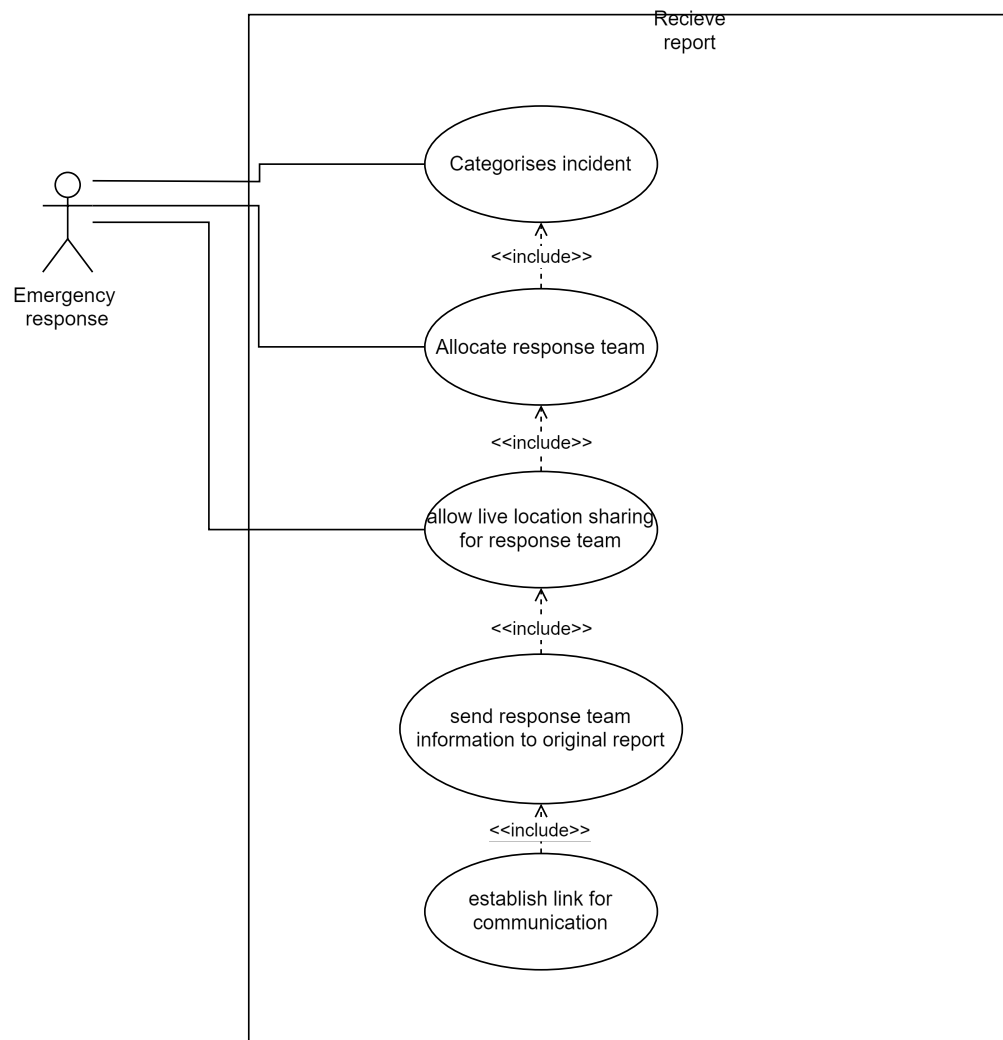 Recieve
report
Categorises incident
<<include>>
Emergency
response
Allocate response team
<<include>>
allow live location sharing
for response team
<<include>>
send response team
information to original report
<<include>>
establish link for
communication